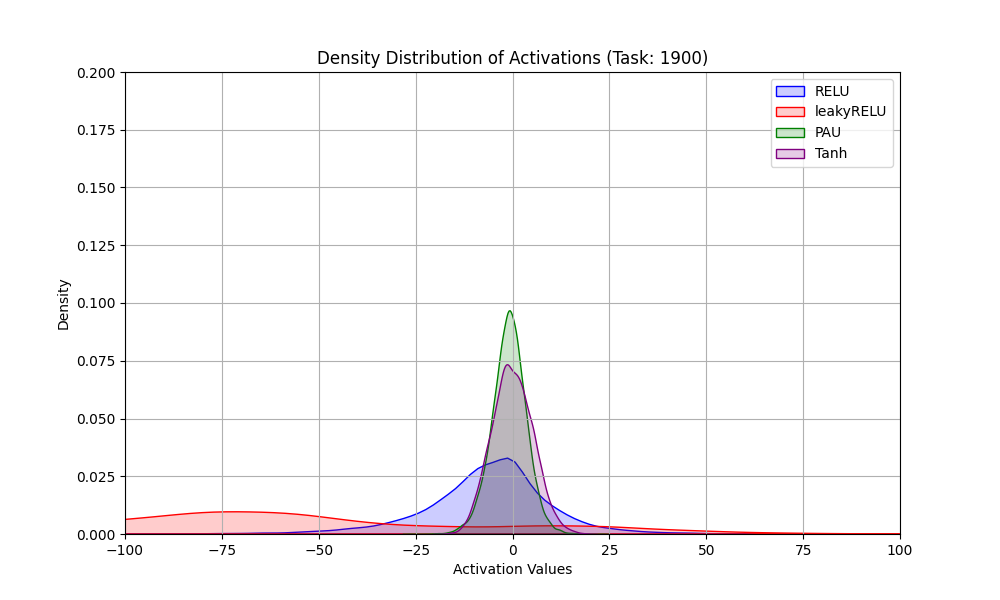 Density Distribution of Activations (Task: 1900)
RELU
leakyRELU
PAU
Tanh
Density
0.200
0.175
0.150
0.125
0.100
0.075
0.050
0.025
0.000
−100
−75
−50
−25
0
25
50
75
100
Activation Values